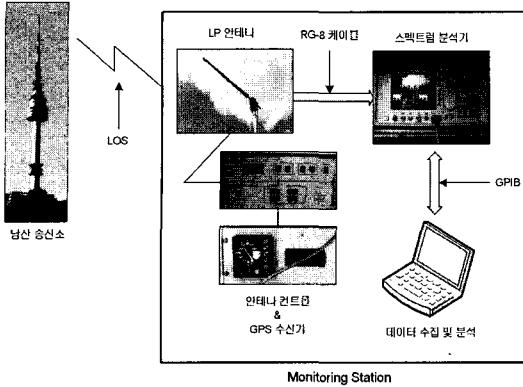 LP 안테나
RG-8 케이블
스펙트럼 분석기
LOS
GPIB
남산 송신소
안테나 컨트롤
&
GPS 수신기
데이터 수집 및 분석
Monitoring Station